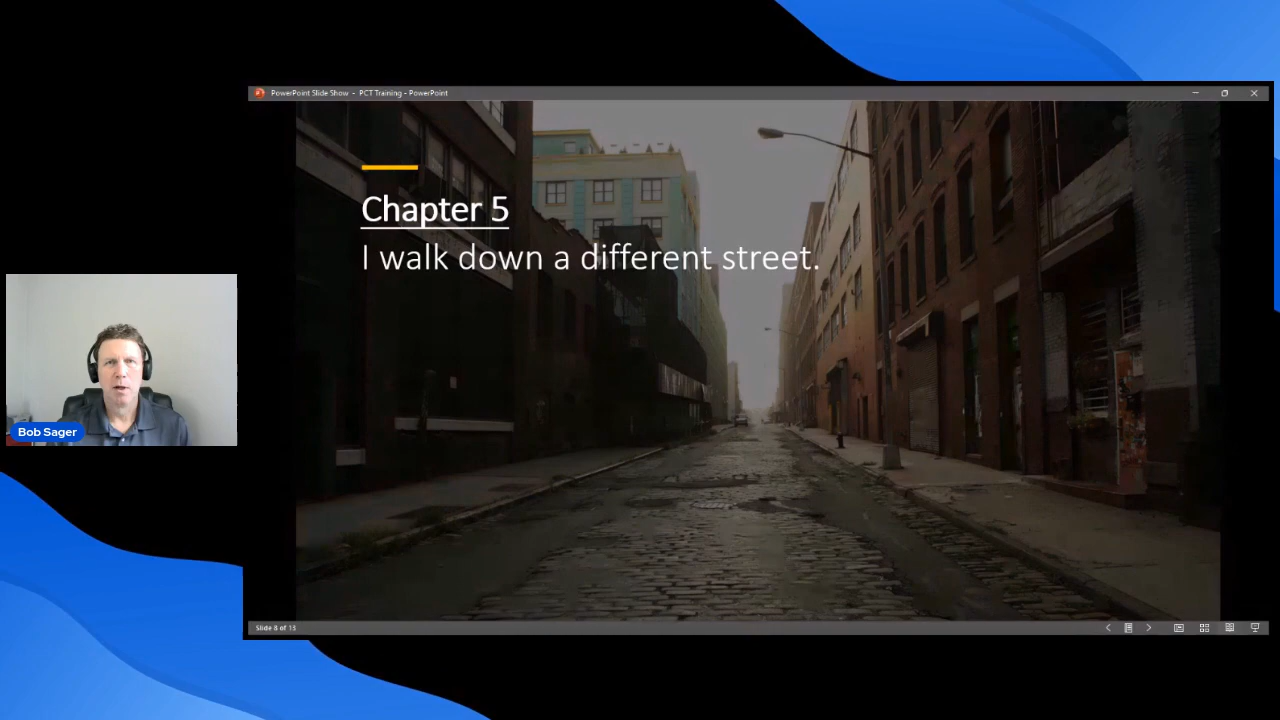 PowerPoint Slide Show - PCT Training - PowerPoint
Chapter 5
I walk down a different street.
Bob Sager
Slide 8 of 13